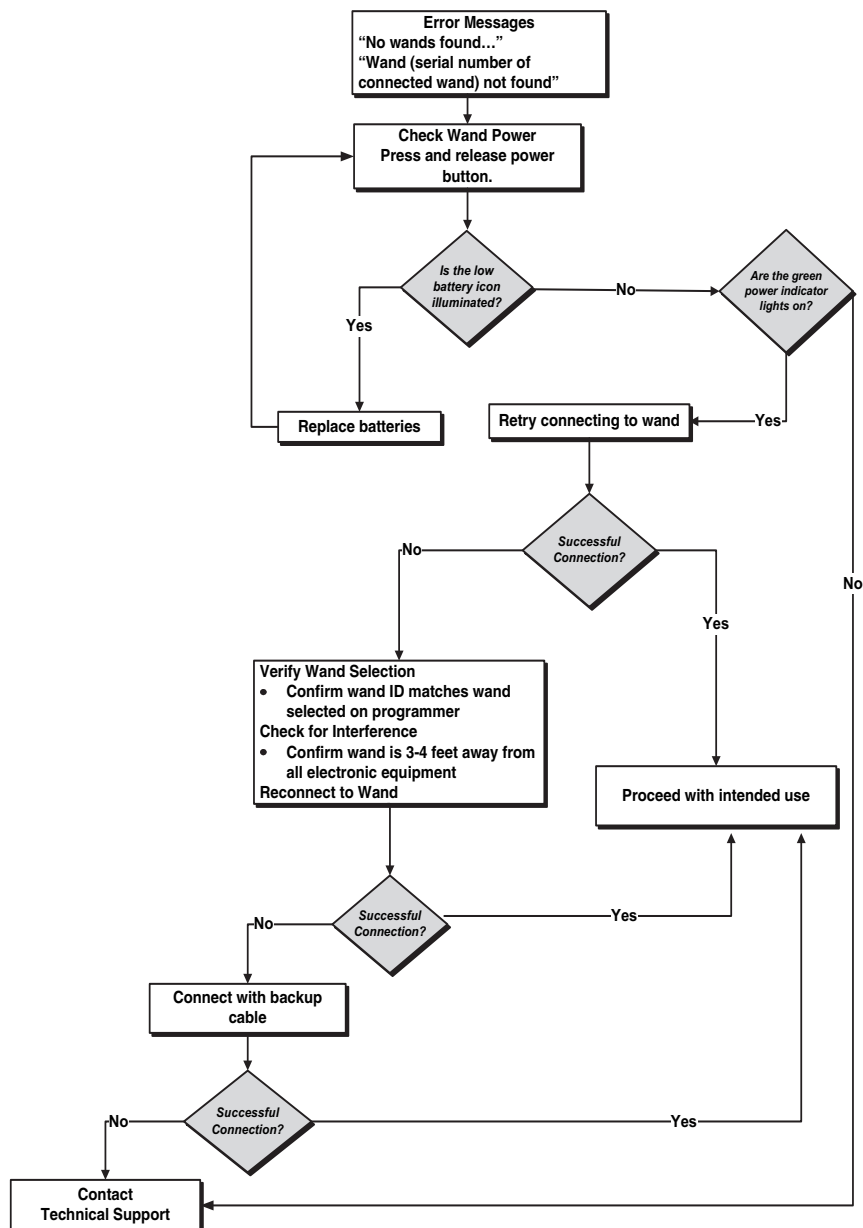 Error Messages
“No wands found…”
“Wand (serial number of
connected wand) not found”
Check Wand Power
Press and release power
button.
Is the low
battery icon
illuminated?
No
Are the green
power indicator
lights on?
Yes
Replace batteries
Retry connecting to wand
Yes
Successful
Connection?
No
No
Yes
Verify Wand Selection
• Confirm wand ID matches wand
selected on programmer
Check for Interference
• Confirm wand is 3-4 feet away from
all electronic equipment
Reconnect to Wand
Proceed with intended use
Successful
Connection?
Yes
No
Connect with backup
cable
Successful
Connection?
No
Yes
Contact
Technical Support